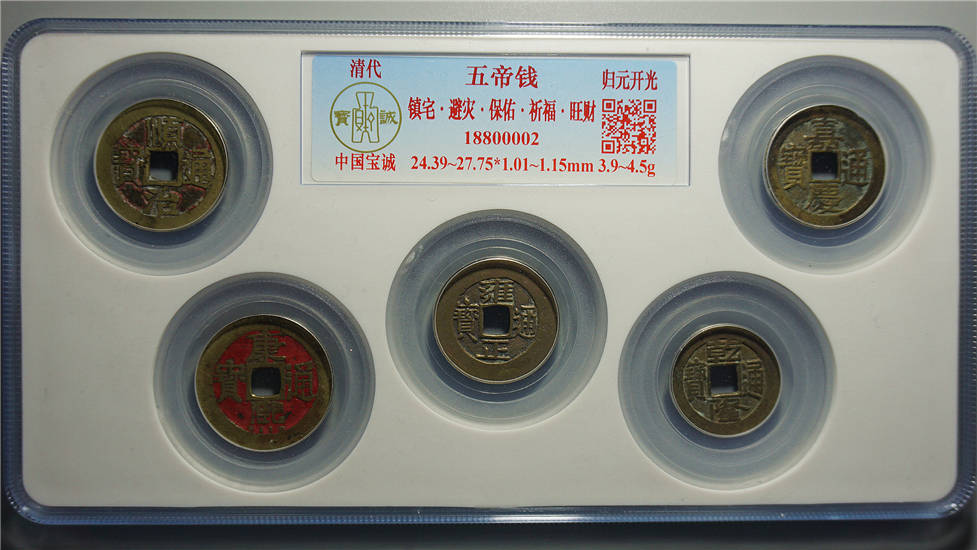 清代
五帝钱
归元开光
寶 誠
镇宅·避灾·保佑·祈福·旺财
18800002
中国宝诚
24.39~27.75*1.01~1.15mm 3.9~4.5g
順治通寶
嘉慶通寶
康熙通寶
雍正通寶
乾隆通寶